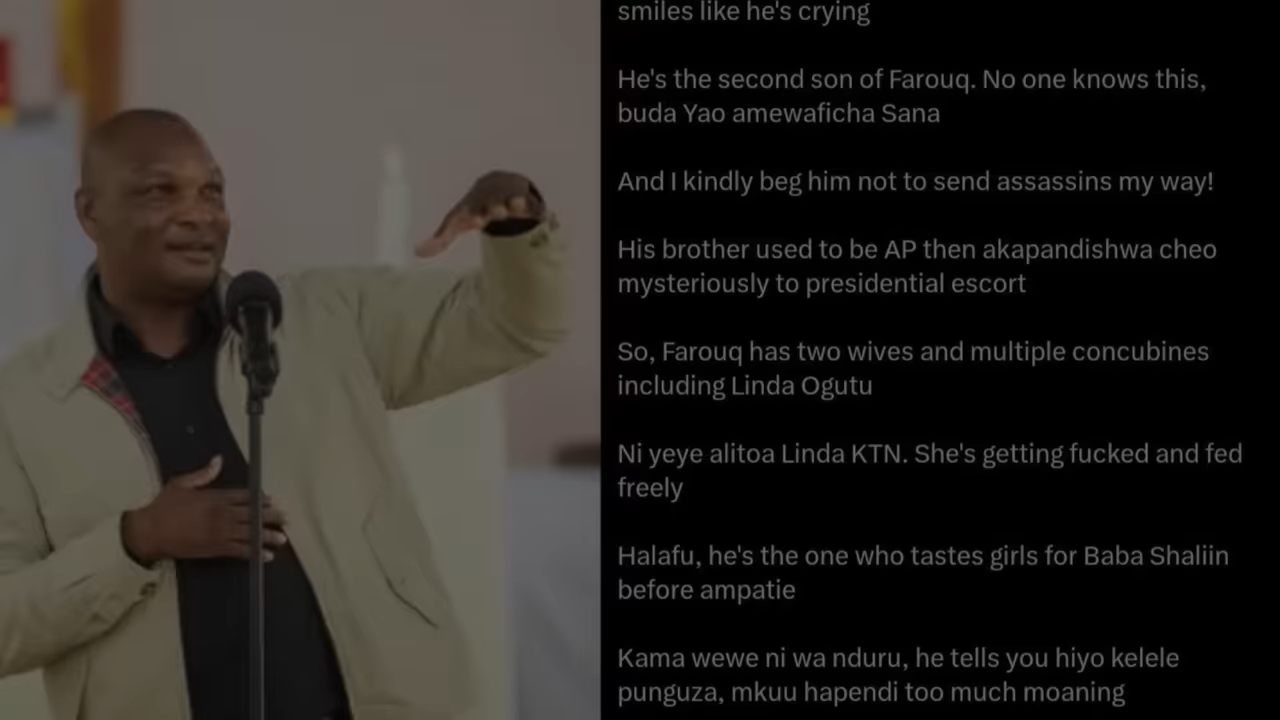 smiles like he's crying
He's the second son of Farouq. No one knows this,
buda Yao amewaficha Sana
And I kindly beg him not to send assassins my way!
His brother used to be AP then akapandishwa cheo
mysteriously to presidential escort
So, Farouq has two wives and multiple concubines
including Linda Ogutu
Ni yeye alitoa Linda KTN. She's getting fucked and fed
freely
Halafu, he's the one who tastes girls for Baba Shaliin
before ampatie
Kama wewe ni wa nduru, he tells you hiyo kelele
punguza, mkuu hapendi too much moaning